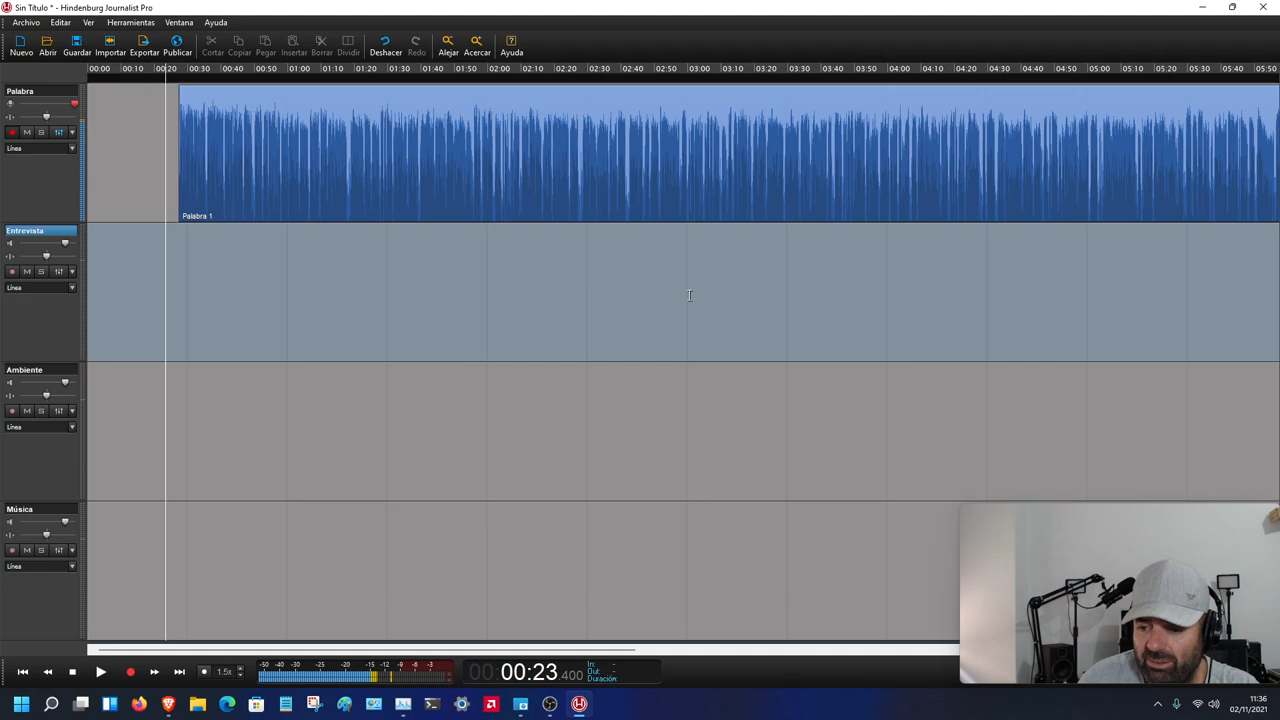 Sin Titulo * - Hindenburg Journalist Pro
Archivo Editar Ver Herramientas Ventana Ayuda
Nuevo Abrir Guardar Importar Exportar Publicar Cortar Copiar Pegar Insertar Borrar Dividir Deshacer Redo Alejar Acercar Ayuda
00:00 00:10 00:20 00:30 00:40 00:50 01:00 01:10 01:20 01:30 01:40 01:50 02:00 02:10 02:20 02:30 02:40 02:50 03:00 03:10 03:20 03:30 03:40 03:50 04:00 04:10 04:20 04:30 04:40 04:50 05:00 05:10 05:20 05:30 05:40 05:50
Palabra
M S
Línea
Palabra 1
Entrevista
M S
Línea
Ambiente
M S
Línea
Música
M S
Línea
1.5x
-50 -40 -30 -25 -20 -15 -12 -9 -6 -3
00:00:23.400
In: -
Out: -
Duración: -
11:36
02/11/2021